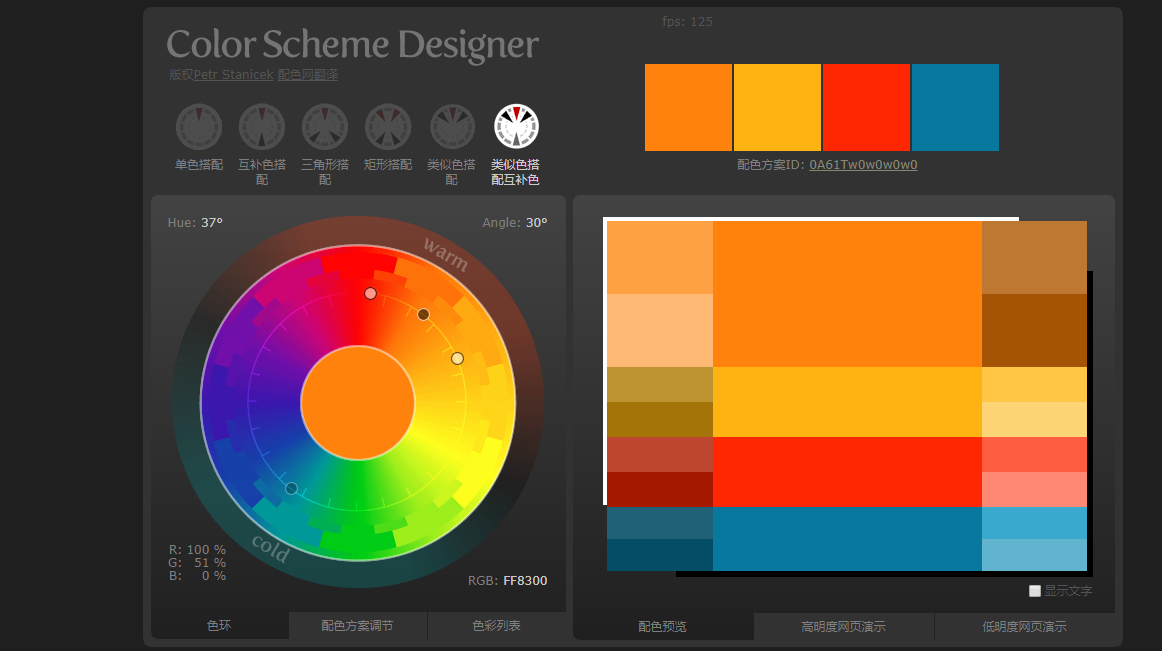 fps: 125
Color Scheme Designer
版权Petr Stanicek 配色网翻译
单色搭配
互补色搭
配
三角形搭
配
矩形搭配
类似色搭
配
类似色搭
配互补色
配色方案ID: 0A61Tw0w0w0w0
Hue: 37°
Angle: 30°
warm
cold
R: 100 %
G: 51 %
B: 0 %
RGB: FF8300
显示文字
色环
配色方案调节
色彩列表
配色预览
高明度网页演示
低明度网页演示